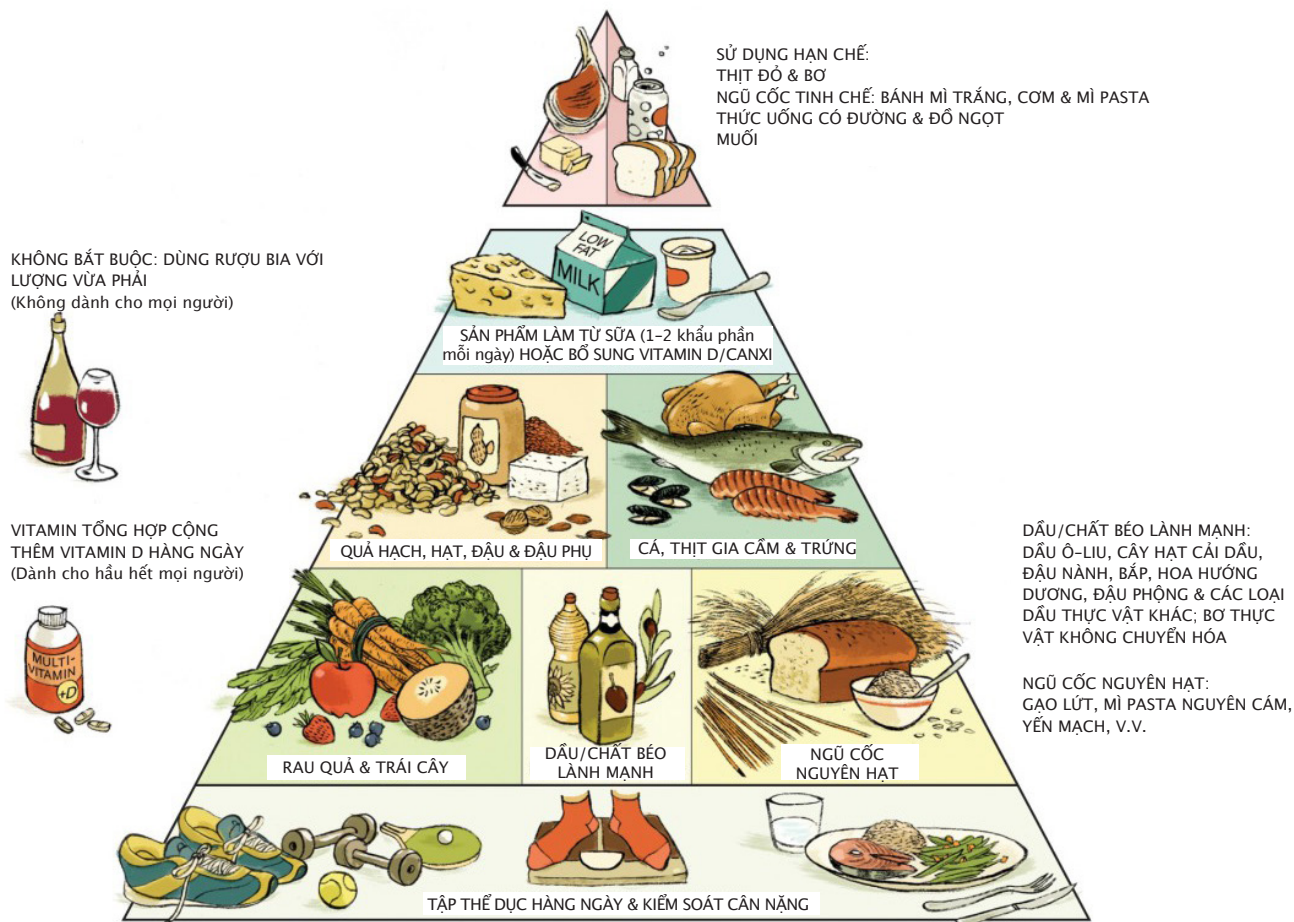 SỬ DỤNG HẠN CHẾ:
THỊT ĐỎ & BƠ
NGŨ CỐC TINH CHẾ: BÁNH MÌ TRẮNG, CƠM & MÌ PASTA
THỨC UỐNG CÓ ĐƯỜNG & ĐỒ NGỌT
MUỐI
KHÔNG BẮT BUỘC: DÙNG RƯỢU BIA VỚI
LƯỢNG VỪA PHẢI
(Không dành cho mọi người)
LOW
FAT
MILK
SẢN PHẨM LÀM TỪ SỮA (1-2 khẩu phần
mỗi ngày) HOẶC BỔ SUNG VITAMIN D/CANXI
QUẢ HẠCH, HẠT, ĐẬU & ĐẬU PHỤ
CÁ, THỊT GIA CẦM & TRỨNG
VITAMIN TỔNG HỢP CỘNG
THÊM VITAMIN D HÀNG NGÀY
(Dành cho hầu hết mọi người)
MULTI-
VITAMIN
+D
DẦU/CHẤT BÉO LÀNH MẠNH:
DẦU Ô-LIU, CÂY HẠT CẢI DẦU,
ĐẬU NÀNH, BẮP, HOA HƯỚNG
DƯƠNG, ĐẬU PHỘNG & CÁC LOẠI
DẦU THỰC VẬT KHÁC; BƠ THỰC
VẬT KHÔNG CHUYỂN HÓA
NGŨ CỐC NGUYÊN HẠT:
GẠO LỨT, MÌ PASTA NGUYÊN CÁM,
YẾN MẠCH, V.V.
RAU QUẢ & TRÁI CÂY
DẦU/CHẤT BÉO
LÀNH MẠNH
NGŨ CỐC
NGUYÊN HẠT
TẬP THỂ DỤC HÀNG NGÀY & KIỂM SOÁT CÂN NẶNG